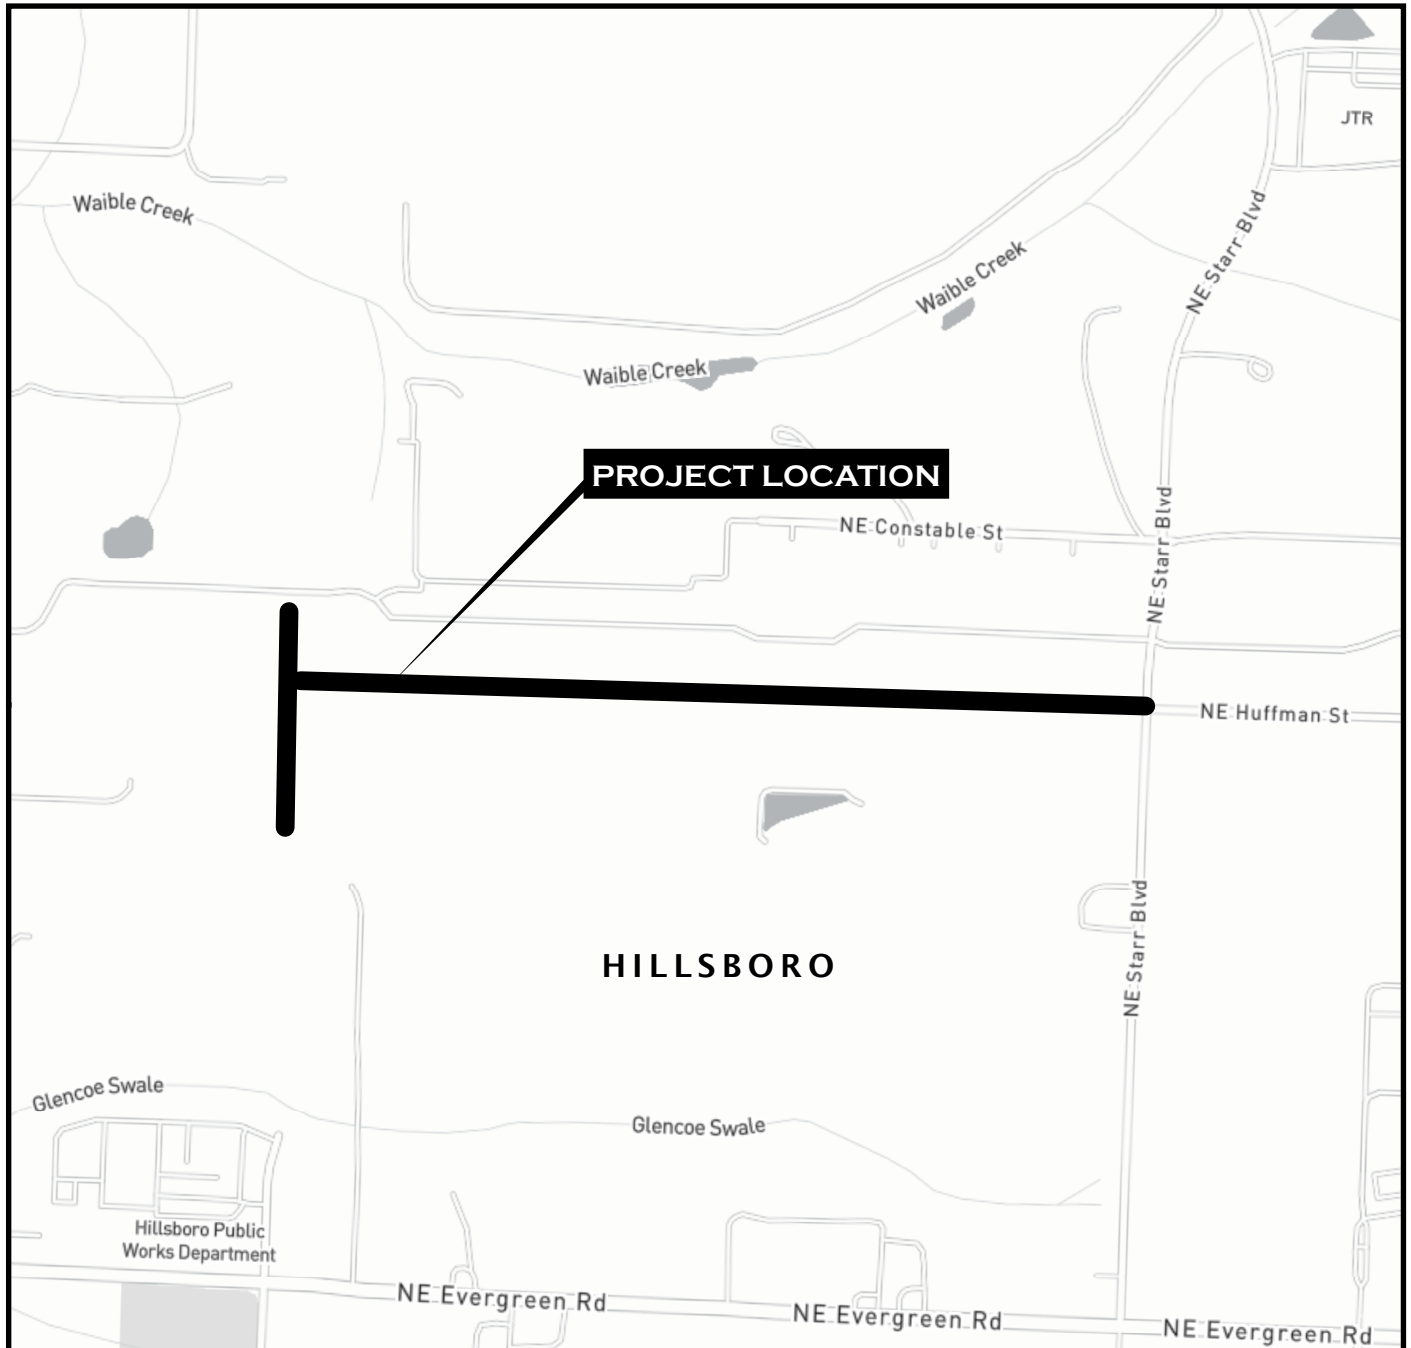 JTR
Waible Creek
NE Starr Blvd
Waible Creek
Waible Creek
PROJECT LOCATION
NE Constable St
NE Starr Blvd
NE Huffman St
NE Starr Blvd
HILLSBORO
Glencoe Swale
Glencoe Swale
Hillsboro Public
Works Department
NE Evergreen Rd
NE Evergreen Rd
NE Evergreen Rd